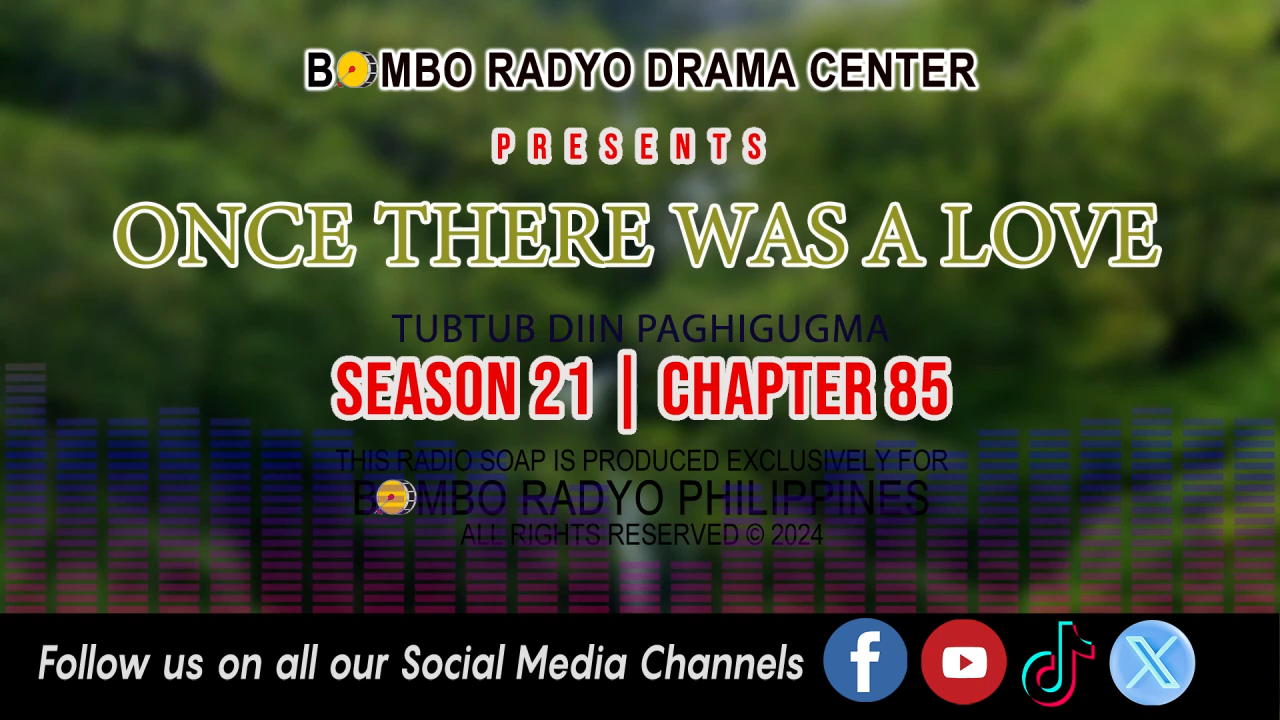 BOMBO RADYO DRAMA CENTER
PRESENTS
ONCE THERE WAS A LOVE
TUBTUB DIIN PAGHIGUGMA
SEASON 21 | CHAPTER 85
THIS RADIO SOAP IS PRODUCED EXCLUSIVELY FOR
BOMBO RADYO PHILIPPINES
ALL RIGHTS RESERVED © 2024
Follow us on all our Social Media Channels